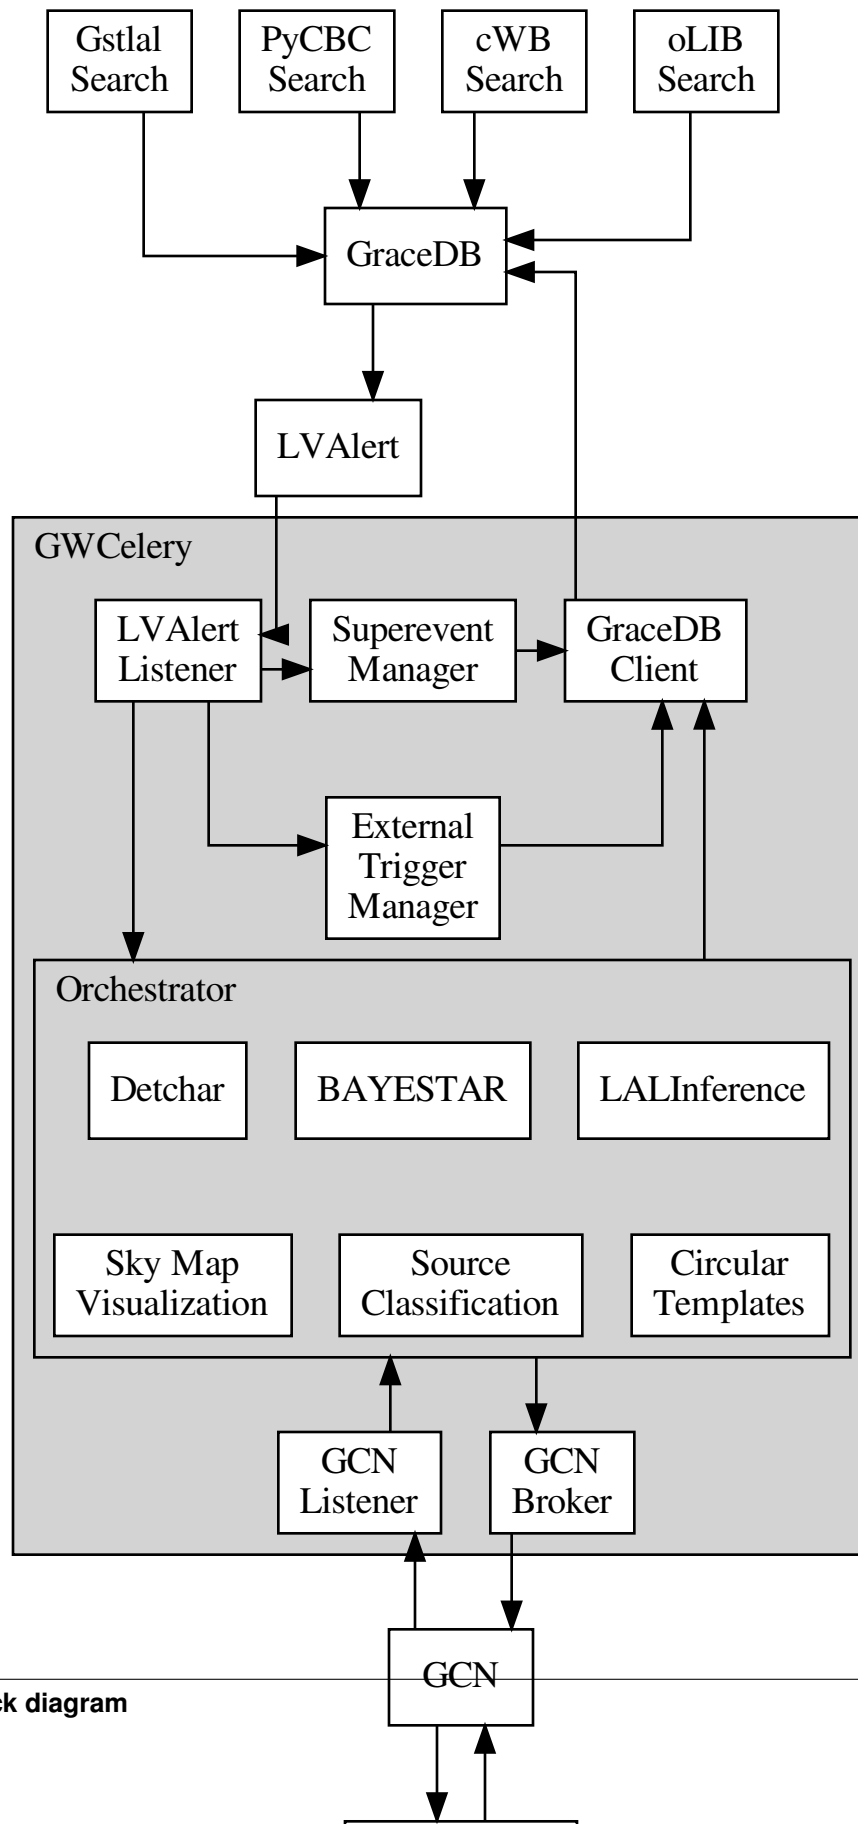 Gstlal
Search
PyCBC
Search
cWB
Search
oLIB
Search
GraceDB
LVAlert
GWCelery
LVAlert
Listener
Superevent
Manager
GraceDB
Client
External
Trigger
Manager
Orchestrator
Detchar
BAYESTAR
LALInference
Sky Map
Visualization
Source
Classification
Circular
Templates
GCN
Listener
GCN
Broker
GCN
diagram